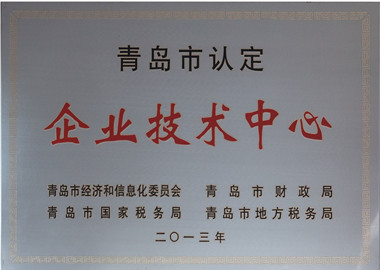 青岛市认定
企业技术中心
青岛市经济和信息化委员会 青岛市财政局
青岛市国家税务局 青岛市地方税务局
二〇一三年